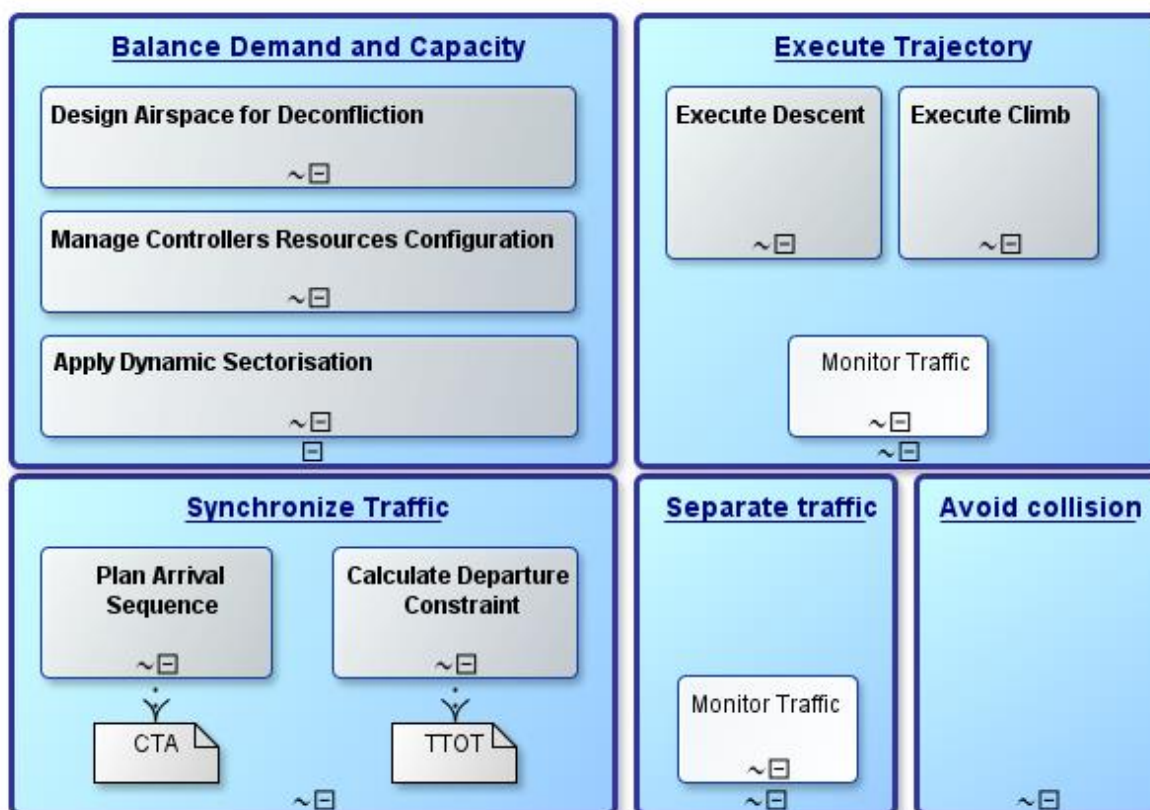 Balance Demand and Capacity
Design Airspace for Deconfliction
Manage Controllers Resources Configuration
Apply Dynamic Sectorisation
Execute Trajectory
Execute Descent
Execute Climb
Monitor Traffic
Synchronize Traffic
Plan Arrival
Sequence
Calculate Departure
Constraint
CTA
TTOT
Separate traffic
Monitor Traffic
Avoid collision